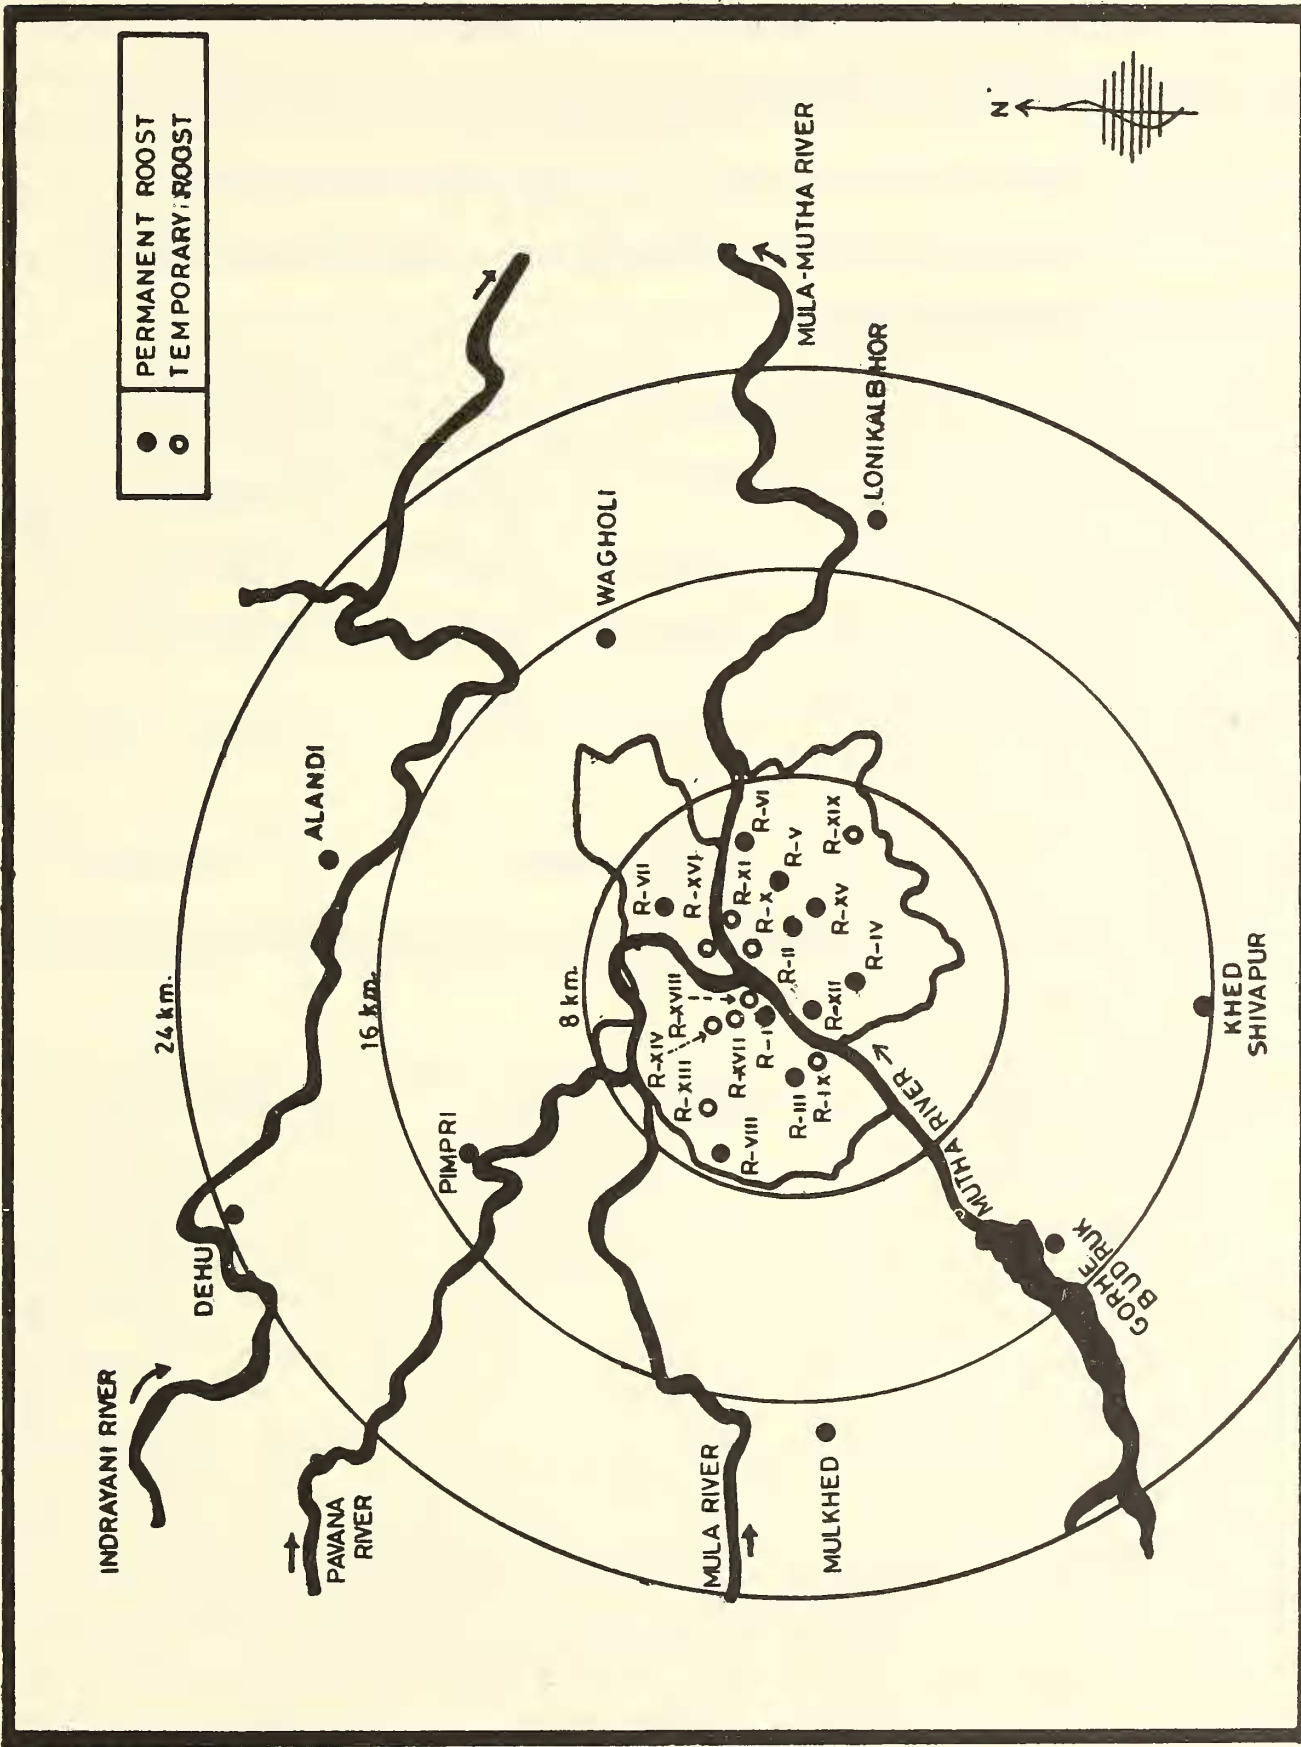 PERMANENT ROOST
TEMPORARY ROOST
N
INDRAYANI RIVER
24 km.
DEHU
ALANDI
PAVANA
RIVER
16 km.
PIMPRI
WAGHOLI
8 km.
MULA-MUTHA RIVER
LONIKALBHOR
R-VII
R-XVI
R-XVIII
R-XIV
R-XIII
R-XVII
R-XI
R-VI
R-X
R-V
R-I
R-II
R-VIII
R-III
R-IX
R-XII
R-XV
R-XIX
R-IV
MULA RIVER
MUTHA RIVER
MULKHED
GORHE
BUDRUK
KHED
SHIVAPUR